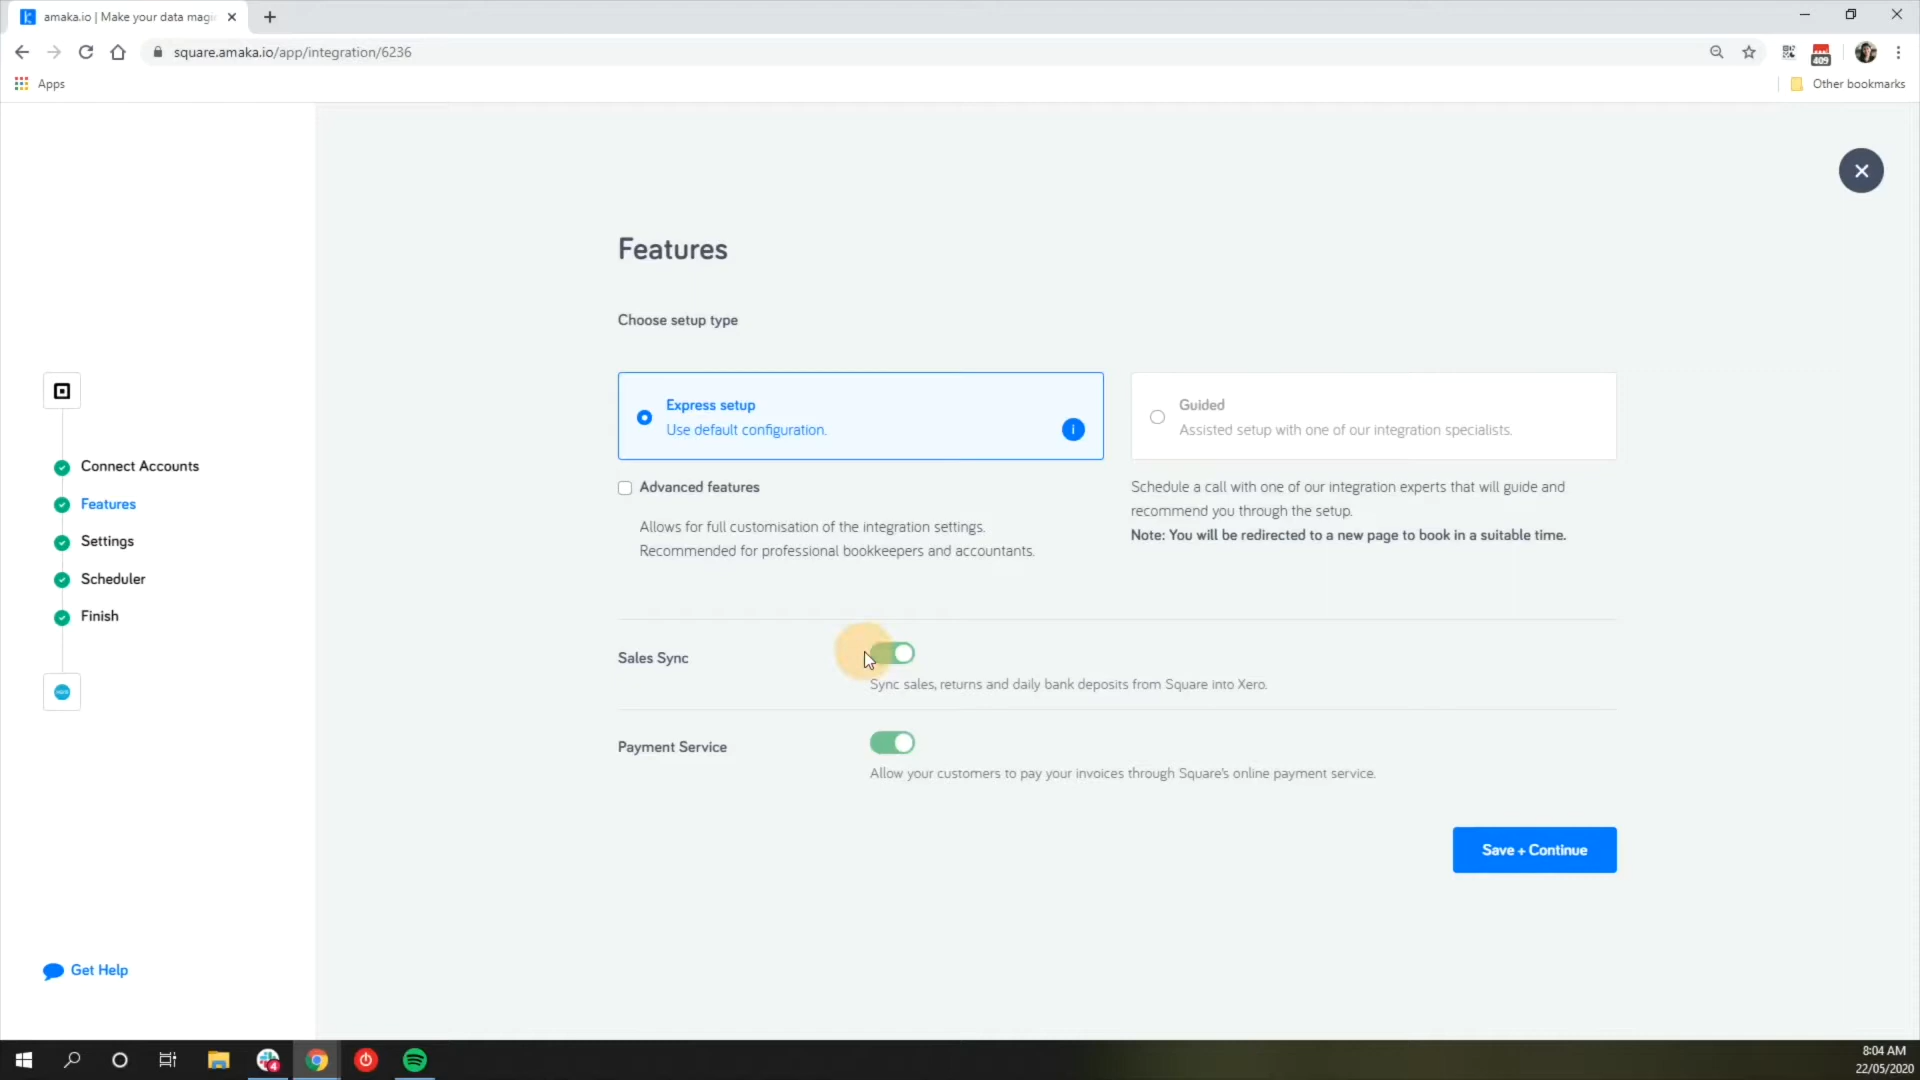 amaka.io | Make your data magi
square.amaka.io/app/integration/6236
409
Apps
Other bookmarks
Features
Choose setup type
Express setup
Use default configuration.
i
Guided
Assisted setup with one of our integration specialists.
Advanced features
Allows for full customisation of the integration settings.
Recommended for professional bookkeepers and accountants.
Schedule a call with one of our integration experts that will guide and
recommend you through the setup.
Note: You will be redirected to a new page to book in a suitable time.
Connect Accounts
Features
Settings
Scheduler
Finish
Sales Sync
Sync sales, returns and daily bank deposits from Square into Xero.
Payment Service
Allow your customers to pay your invoices through Square's online payment service.
Save + Continue
Get Help
4
8:04 AM
22/05/2020